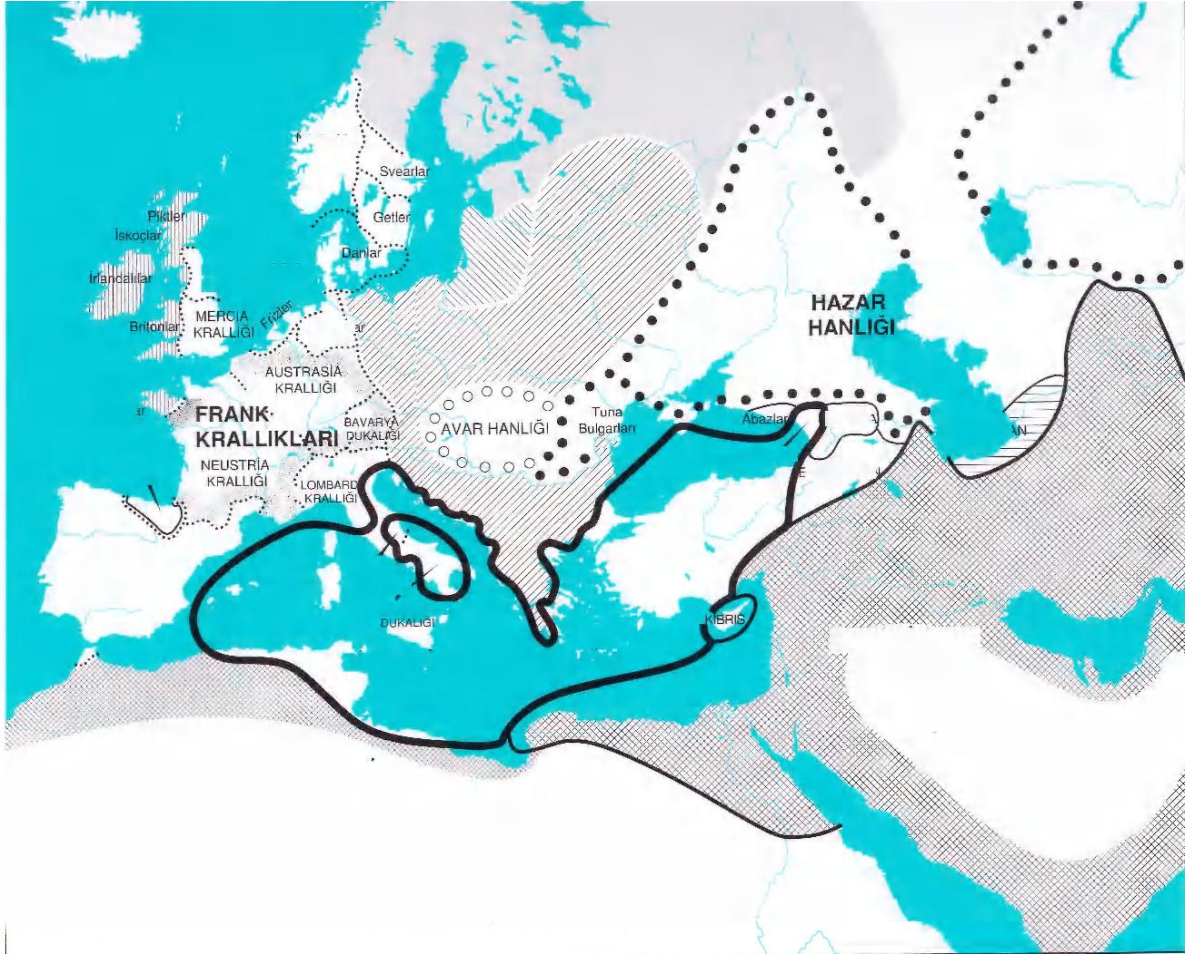 Svearlar
Getler
Danlar
Piktler
İskoçlar
İrlandalılar
Britonlar
MERCIA
KRALLIĞI
Frizler
AUSTRASIA
KRALLIĞI
FRANK
KRALLIKLARI
BAVARYA
DUKALIĞI
NEUSTRİA
KRALLIĞI
LOMBARD
KRALLIĞI
AVAR HANLIĞI
Tuna
Bulgarları
HAZAR
HANLIĞI
Abazlar
KIBRIS
DUKALIĞI